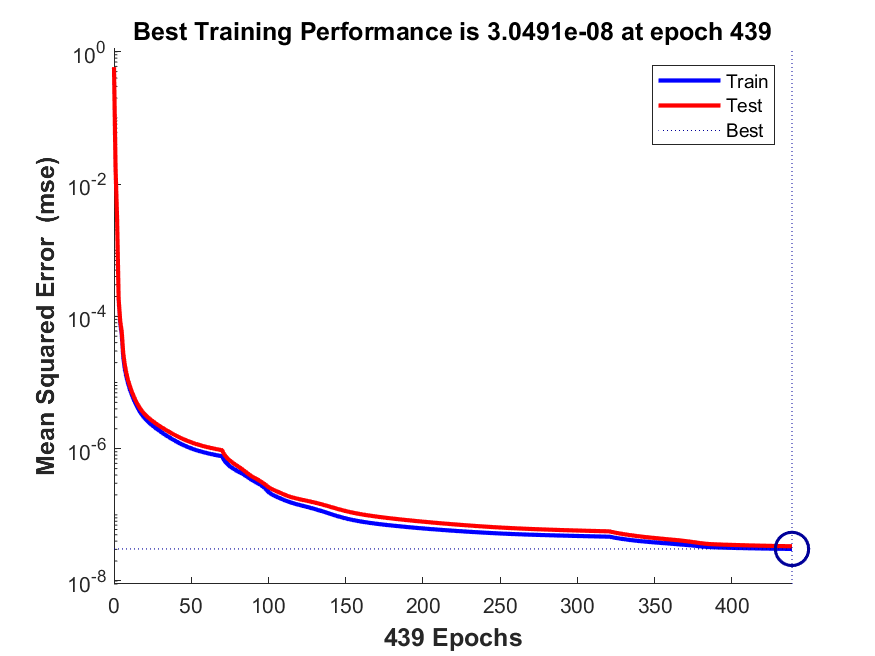 Best Training Performance is 3.0491e-08 at epoch 439
10^0
10^-2
10^-4
10^-6
10^-8
Mean Squared Error (mse)
Train
Test
Best
0 50 100 150 200 250 300 350 400
439 Epochs